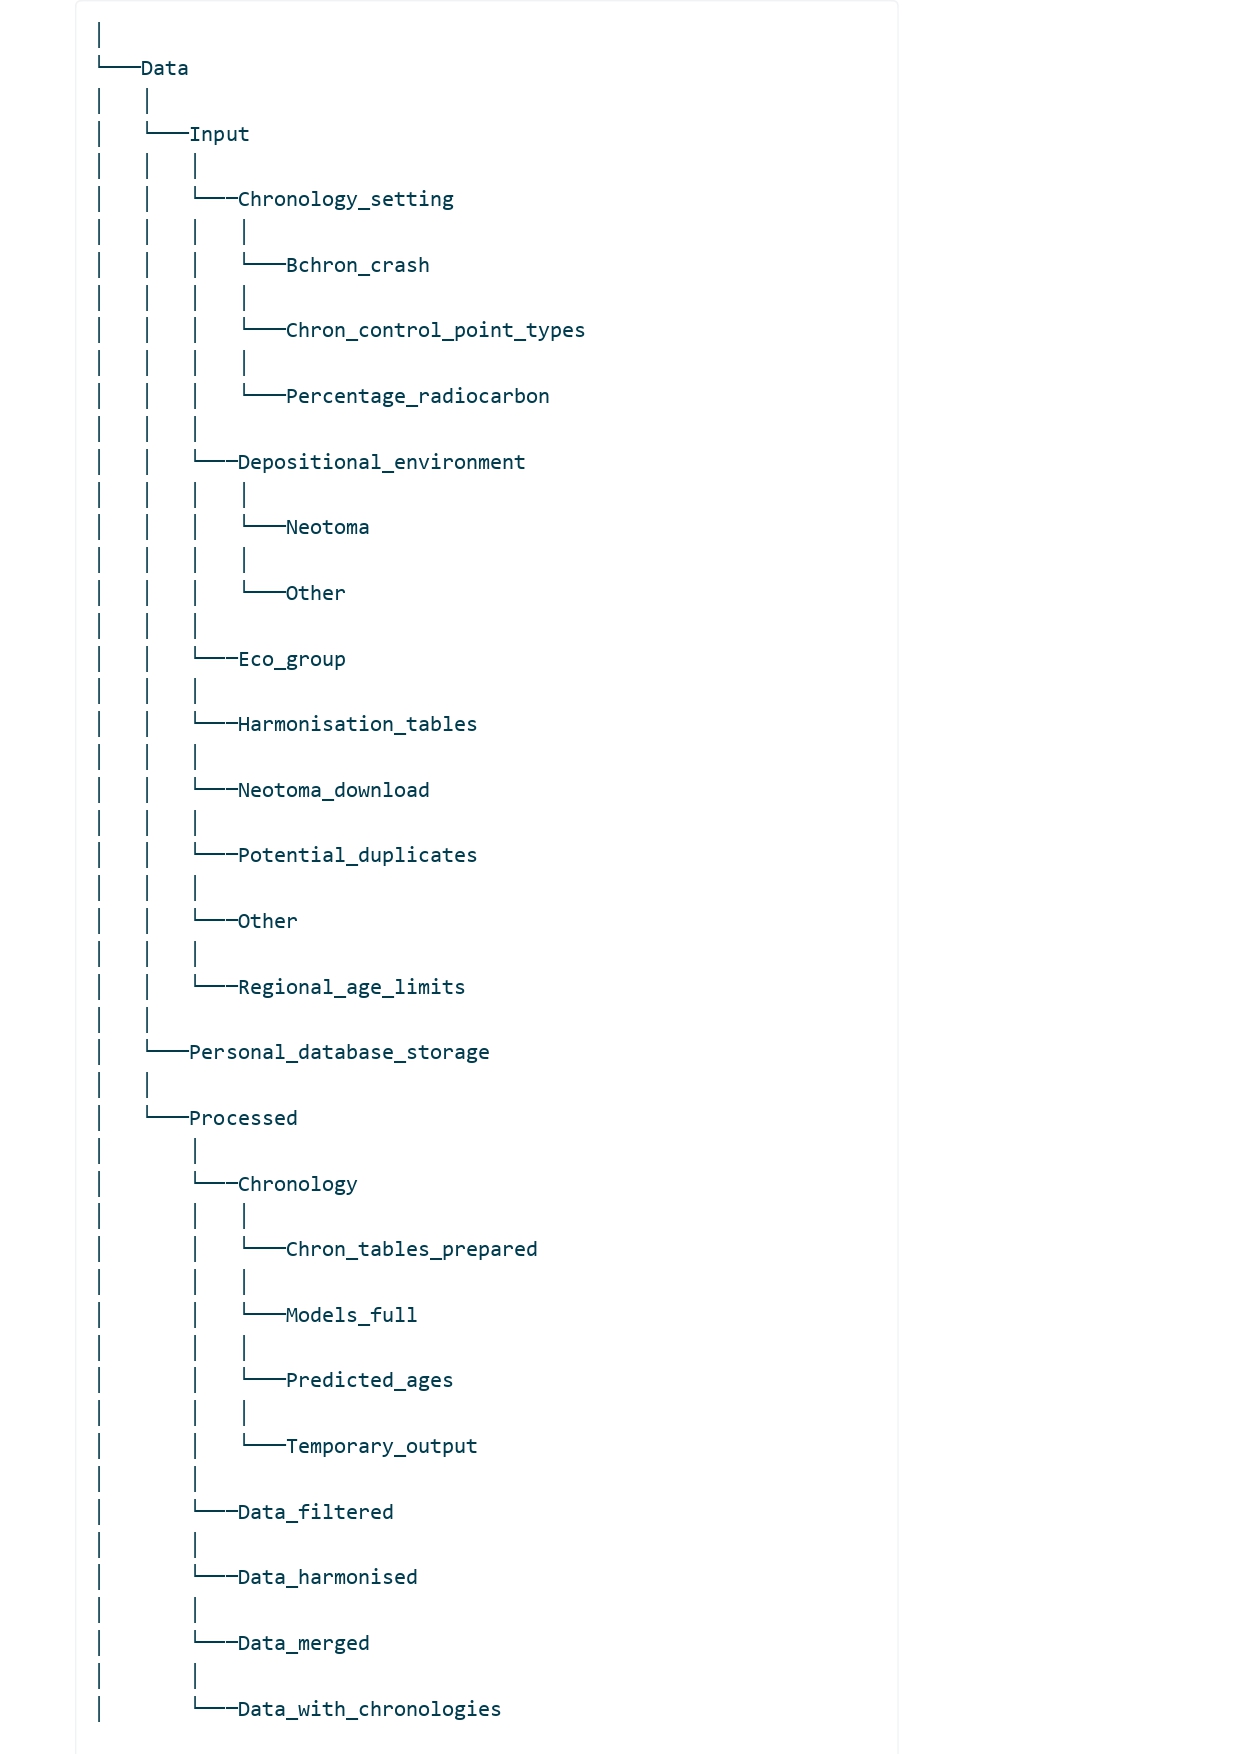 Data
Input
Chronology_setting
Bchron_crash
Chron_control_point_types
Percentage_radiocarbon
Depositional_environment
Neotoma
Other
Eco_group
Harmonisation_tables
Neotoma_download
Potential_duplicates
Other
Regional_age_limits
Personal_database_storage
Processed
Chronology
Chron_tables_prepared
Models_full
Predicted_ages
Temporary_output
Data_filtered
Data_harmonised
Data_merged
Data_with_chronologies